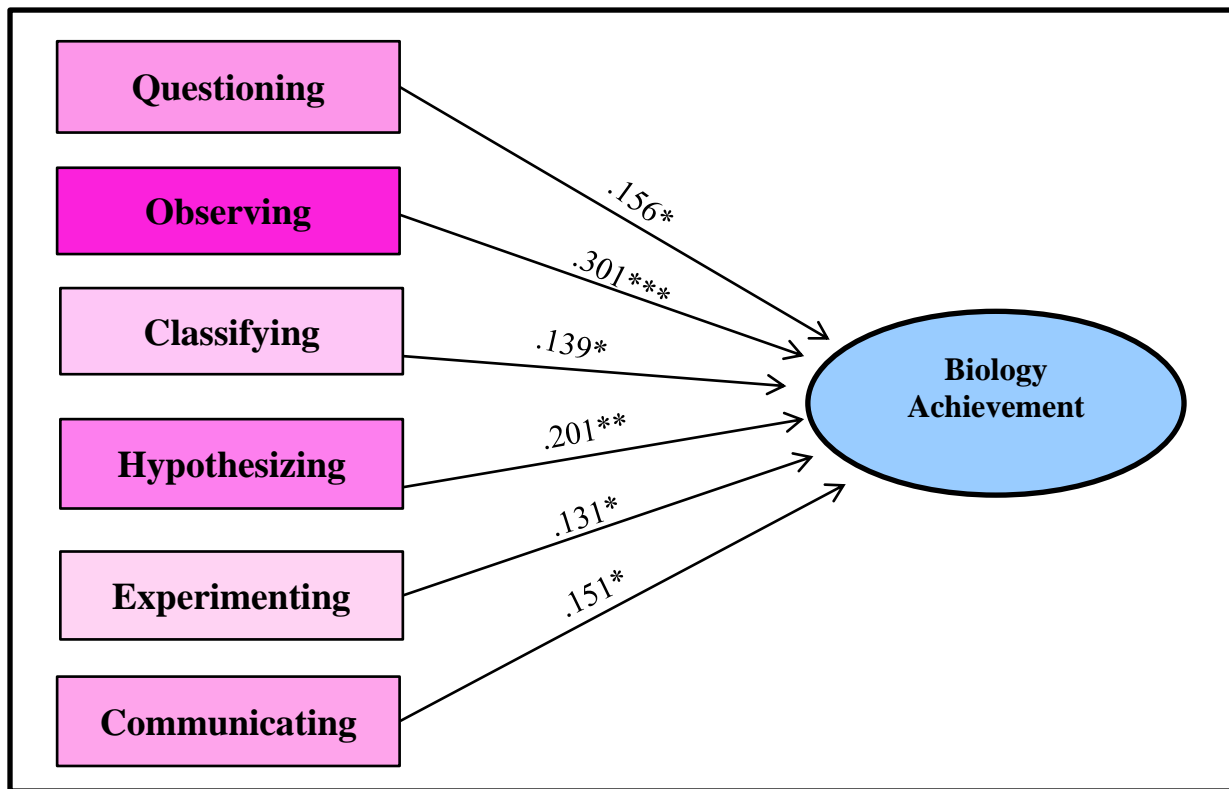 Questioning
.156*
Observing
.301***
Classifying
.139*
Biology
Achievement
Hypothesizing
.201**
Experimenting
.131*
Communicating
.151*